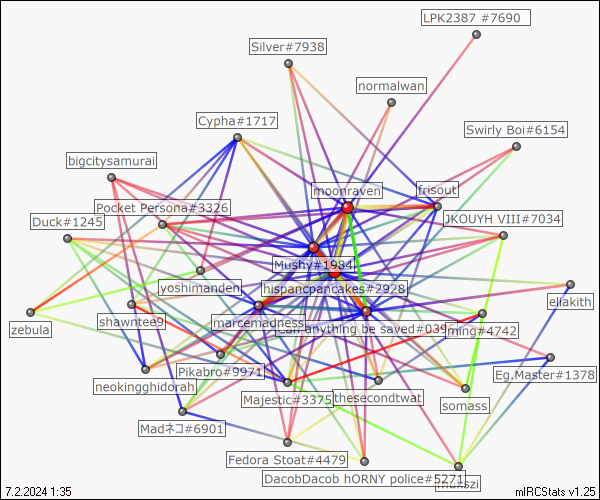 LPK2387 #7690
Silver#7938
normalwan
Cypha#1717
Swirly Boi#6154
bigcitysamurai
moonraven
frisout
Pocket Persona#3326
JKOUYH VIII#7034
Duck#1245
Mushy#1984
yoshimanden
hispancpancakes#2928
eliakith
shawntee9
marcemadness
can anything be saved#039
ming#4742
zebula
Pikabro#9971
Eg.Master#1378
neokingghidorah
Majestic#3375
thesecondtwat
somass
Madネコ#6901
Fedora Stoat#4479
DacobDacob hORNY police#5271
mukszi
7.2.2024 1:35
mIRCStats v1.25